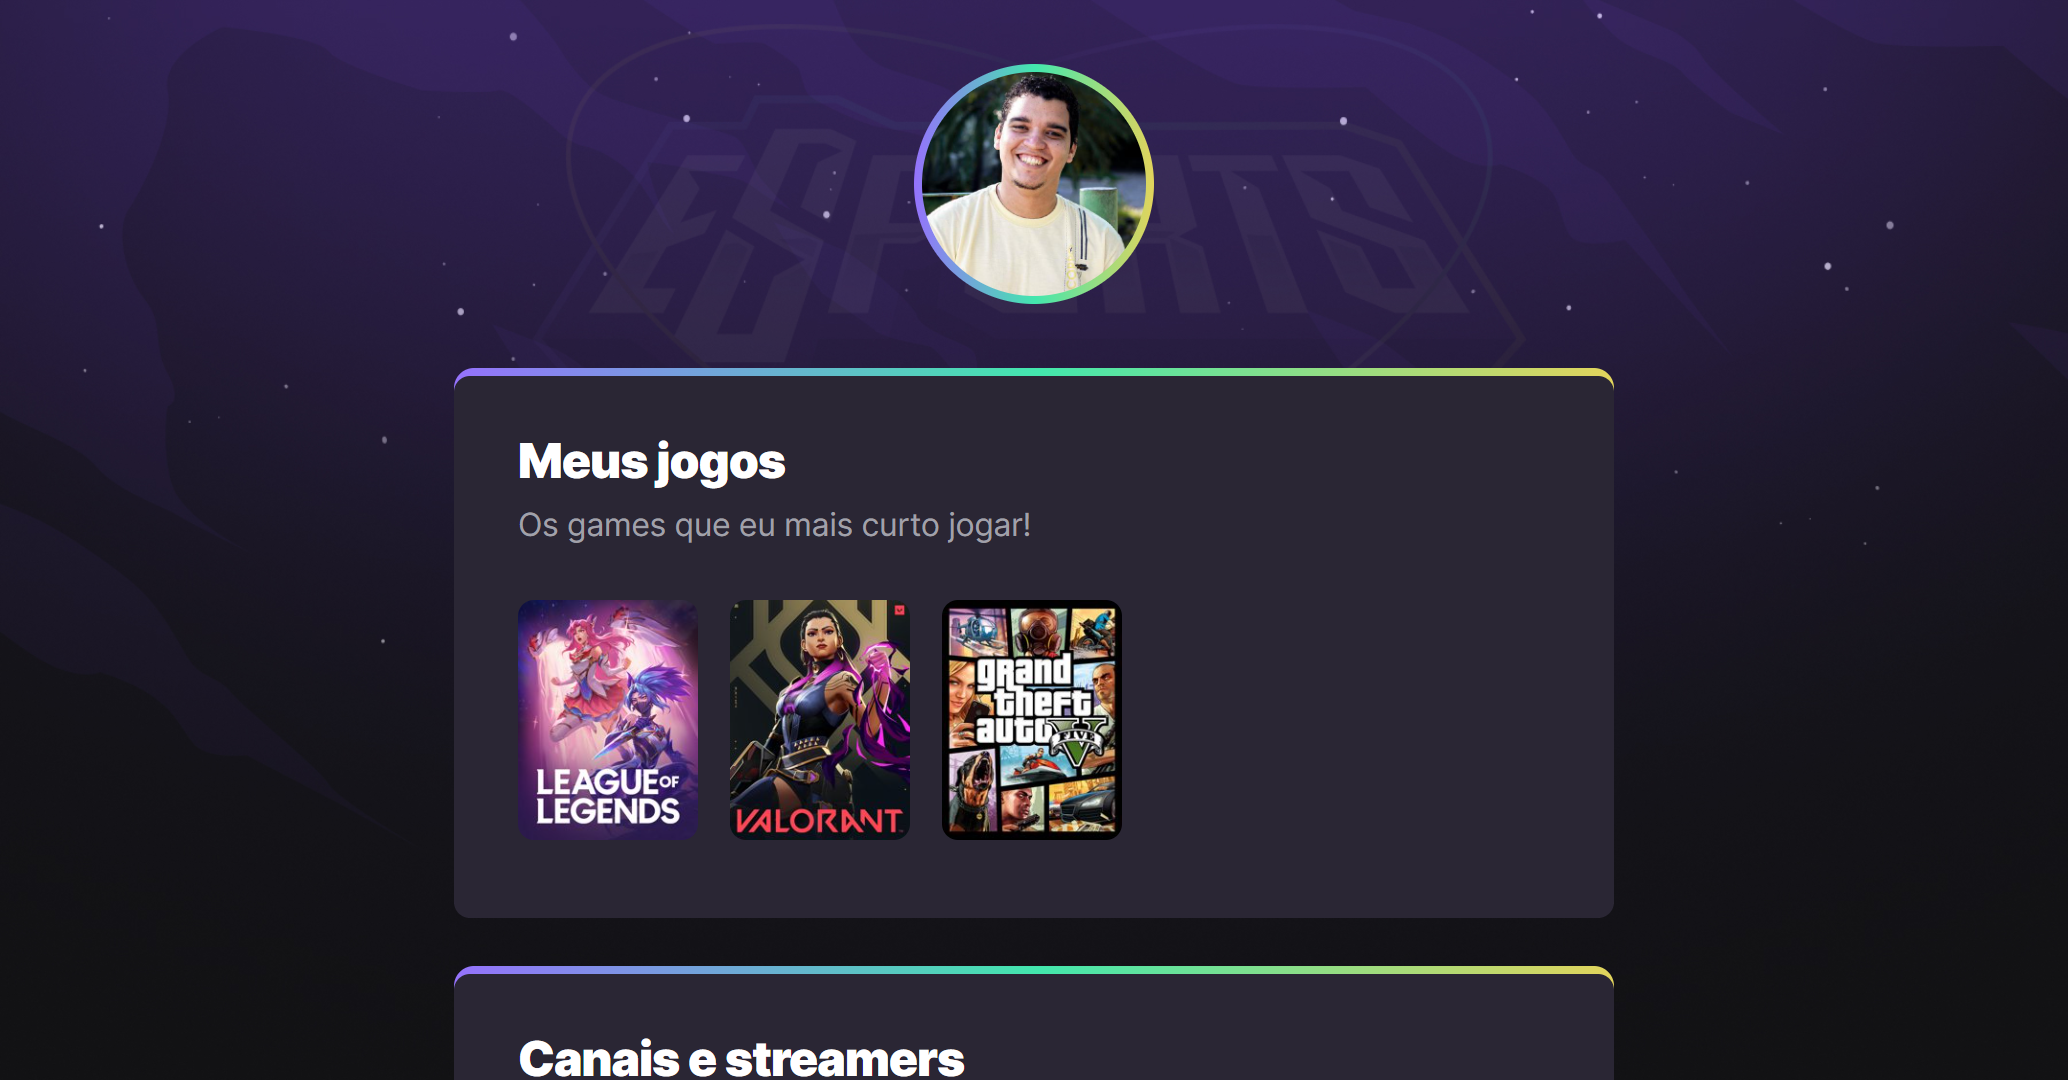 ESPORTS
Meus jogos
Os games que eu mais curto jogar!
LEAGUE OF
LEGENDS
VALORANT
grand
theft
auto
V
FIVE
Canais e streamers